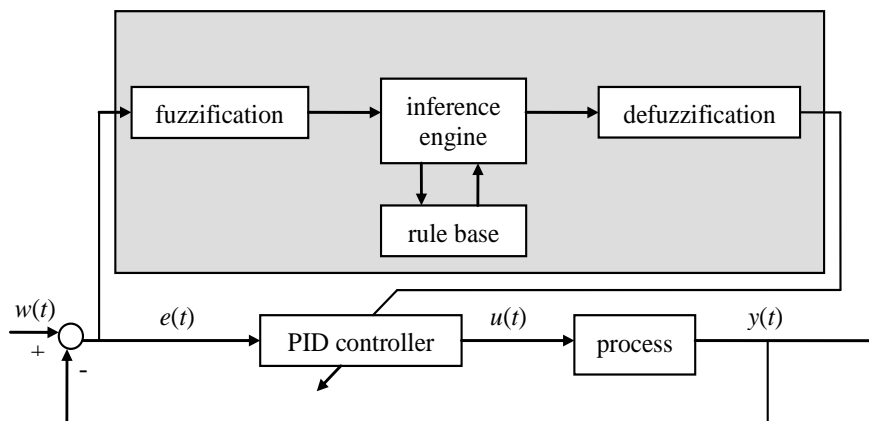 fuzzification
inference
engine
defuzzification
rule base
w(t)
+
-
e(t)
PID controller
u(t)
process
y(t)